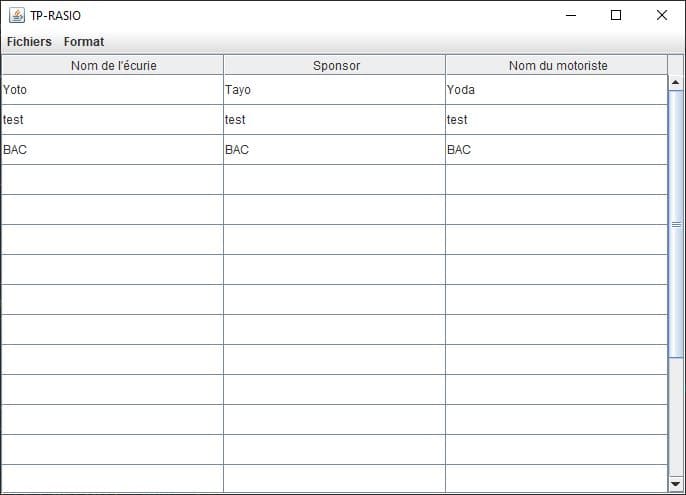 TP-RASIO
Fichiers Format
Nom de l'écurie Sponsor Nom du motoriste
Yoto Tayo Yoda
test test test
BAC BAC BAC